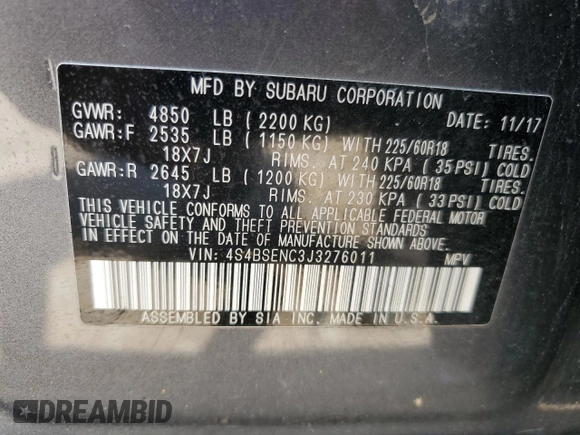 MFD BY SUBARU CORPORATION
GVWR: 4850 LB (2200 KG) DATE: 11/17
GAWR:F 2535 LB (1150 KG) WITH 225/60R18 TIRES.
18X7J RIMS. AT 240 KPA (35 PSI) COLD
GAWR:R 2645 LB (1200 KG) WITH 225/60R18 TIRES.
18X7J RIMS. AT 230 KPA (33 PSI) COLD
THIS VEHICLE CONFORMS TO ALL APPLICABLE FEDERAL MOTOR
VEHICLE SAFETY AND THEFT PREVENTION STANDARDS
IN EFFECT ON THE DATE OF MANUFACTURE SHOWN ABOVE.
VIN: 4S4BSENC3J3276011 MPV
ASSEMBLED BY SIA INC. MADE IN U.S.A.
DREAMBID